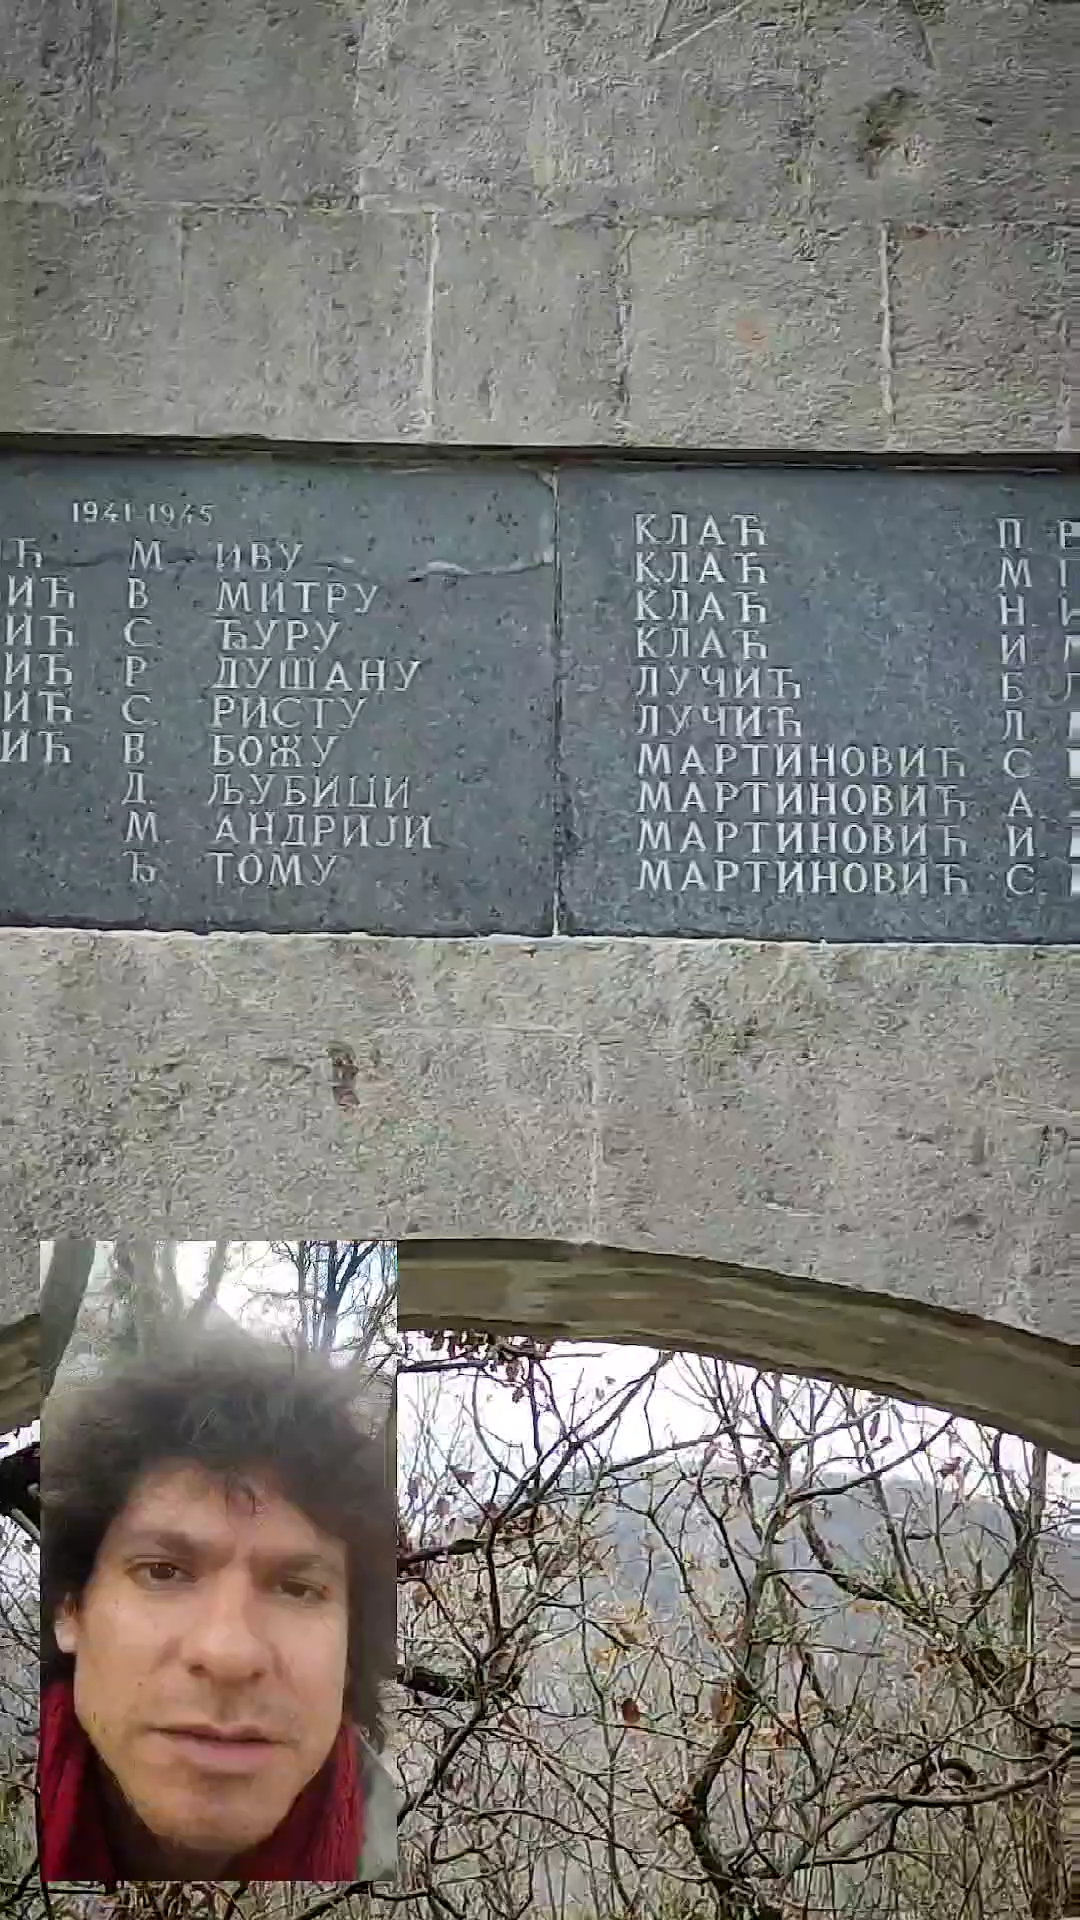 1941-1945
М. ИВУ
В. МИТРУ
С. ЂУРУ
Р. ДУШАНУ
С. РИСТУ
В. БОЖУ
Д. ЉУБИЦИ
М. АНДРИЈИ
Ђ. ТОМУ
КЛАЋ П.
КЛАЋ М.
КЛАЋ Н.
КЛАЋ И.
ЛУЧИЋ Б.
ЛУЧИЋ Л.
МАРТИНОВИЋ С.
МАРТИНОВИЋ А.
МАРТИНОВИЋ И.
МАРТИНОВИЋ С.